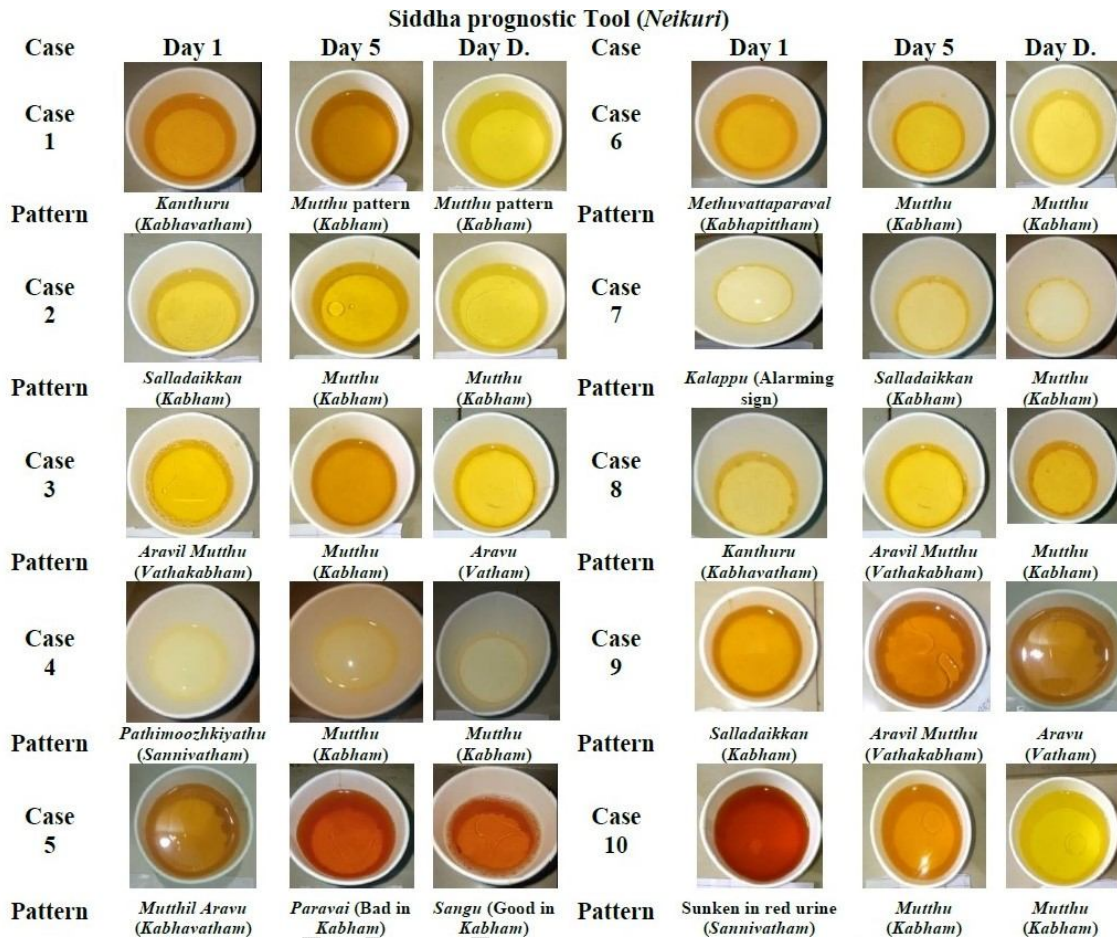 Siddha prognostic Tool (Neikuri)
Case Day 1 Day 5 Day D. Case Day 1 Day 5 Day D.
Case Case
1 6
Kanthuru Mutthu pattern Mutthu pattern Methuvattaparaval Mutthu Mutthu
Pattern (Kabhavatham) (Kabham) (Kabham) Pattern (Kabhapittham) (Kabham) (Kabham)
Case Case
2 7
Salladaikkan Mutthu Mutthu Kalappu (Alarming Salladaikkan Mutthu
Pattern (Kabham) (Kabham) (Kabham) Pattern sign) (Kabham) (Kabham)
Case Case
3 8
Aravil Mutthu Mutthu Aravu Kanthuru Aravil Mutthu Mutthu
Pattern (Vathakabham) (Kabham) (Vatham) Pattern (Kabhavatham) (Vathakabham) (Kabham)
Case Case
4 9
Pathimoozhkiyathu Mutthu Mutthu Salladaikkan Aravil Mutthu Aravu
Pattern (Sannivatham) (Kabham) (Kabham) Pattern (Kabham) (Vathakabham) (Vatham)
Case Case
5 10
Mutthil Aravu Paravai (Bad in Sangu (Good in Sunken in red urine Mutthu Mutthu
Pattern (Kabhavatham) Kabham) Kabham) Pattern (Sannivatham) (Kabham) (Kabham)